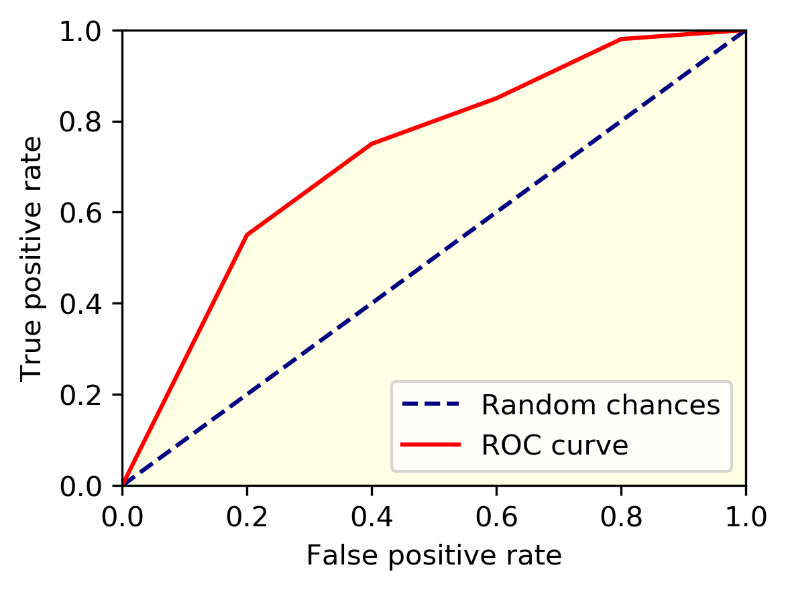 1.0
0.8
0.6
0.4
0.2
0.0
True positive rate
Random chances
ROC curve
0.0 0.2 0.4 0.6 0.8 1.0
False positive rate